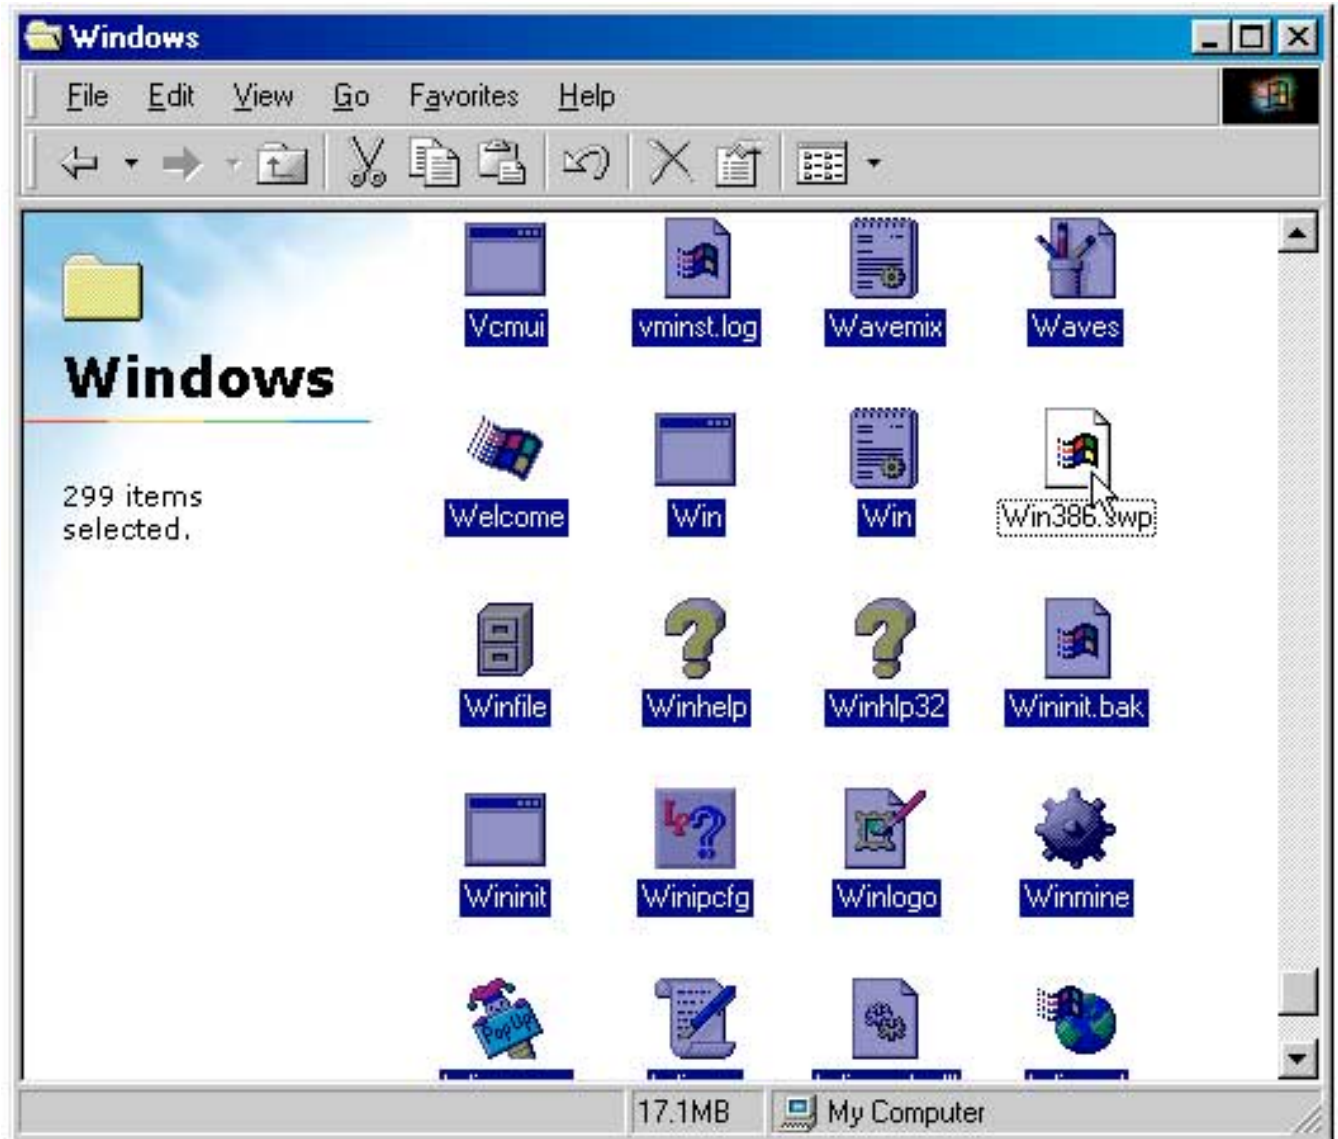 Windows
File Edit View Go Favorites Help
Windows
299 items
selected.
Vcmui vminst.log Wavemix Waves
Welcome Win Win Win386.swp
Winfile Winhelp Winhlp32 Wininit.bak
Wininit Winipcfg Winlogo Winmine
PopUp
17.1MB My Computer